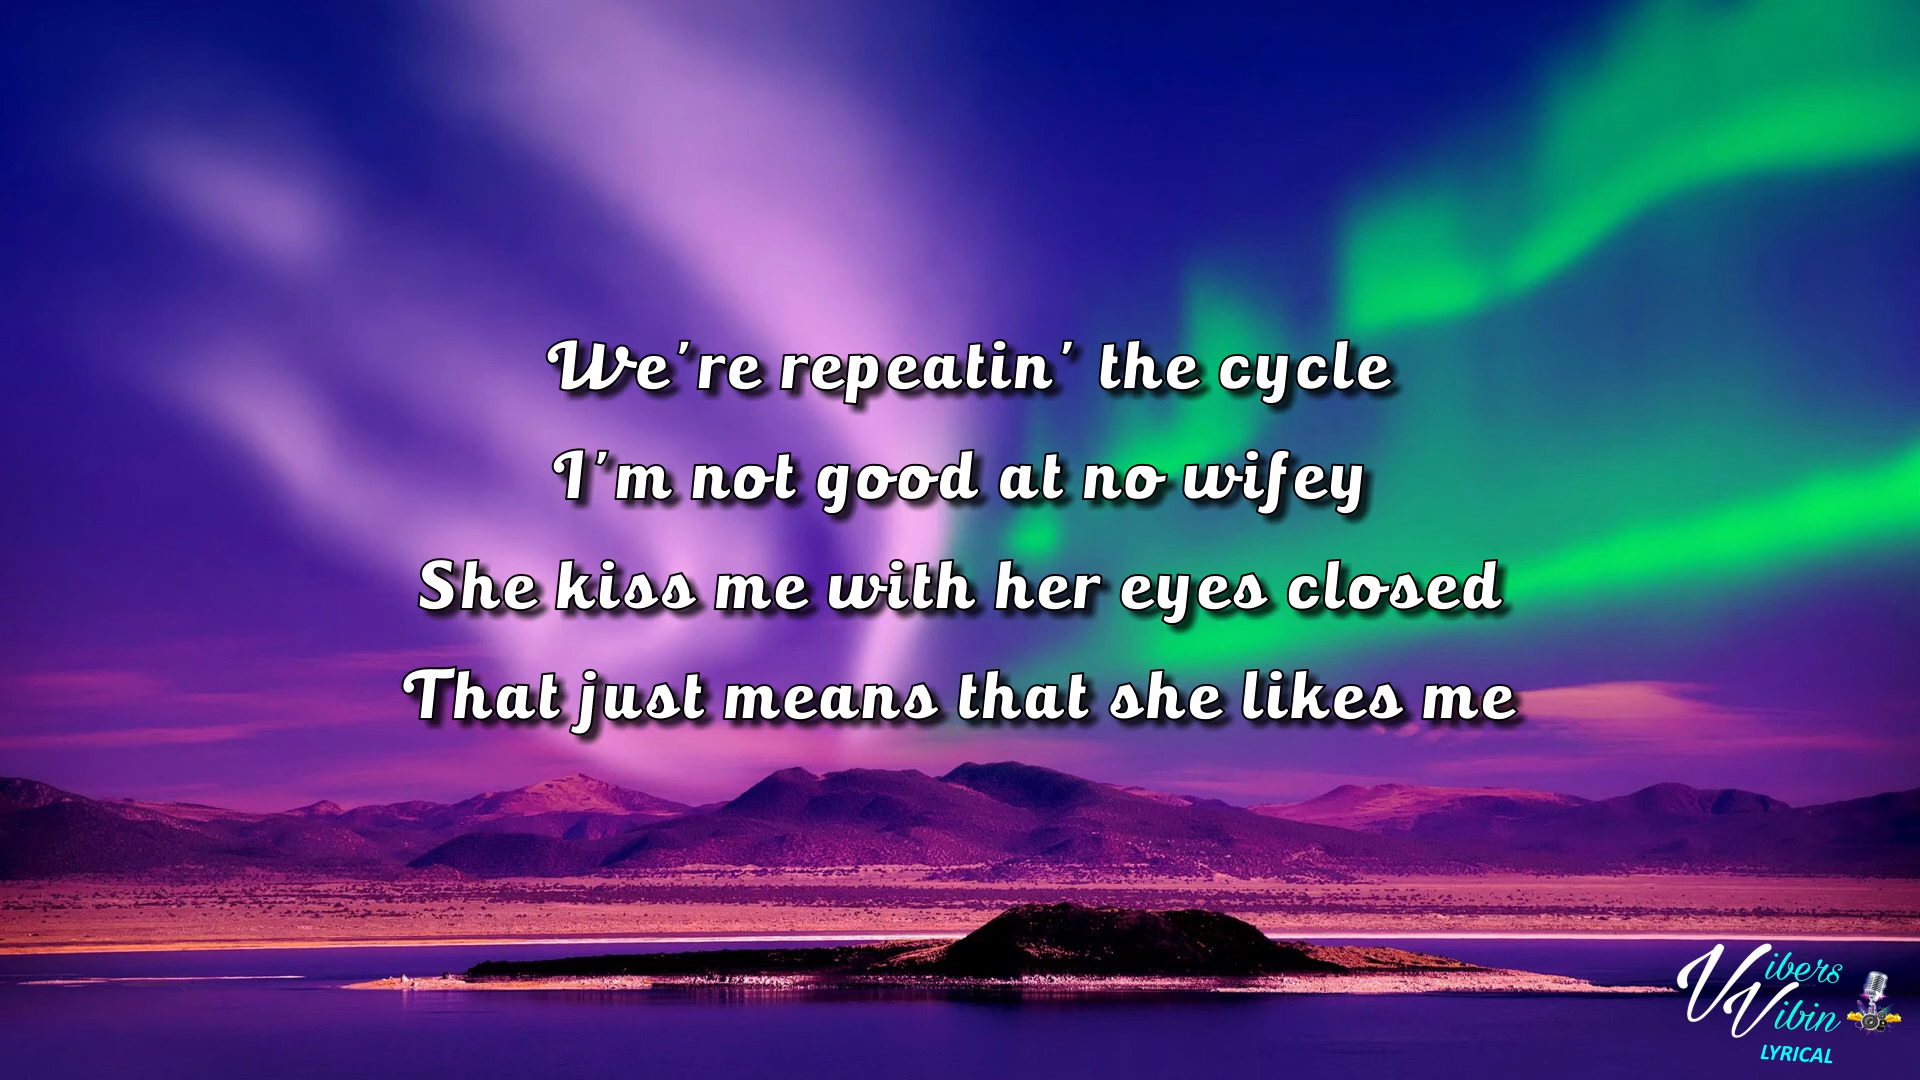 We're repeatin' the cycle
I'm not good at no wifey
She kiss me with her eyes closed
That just means that she likes me
Vibers
Vibin
LYRICAL